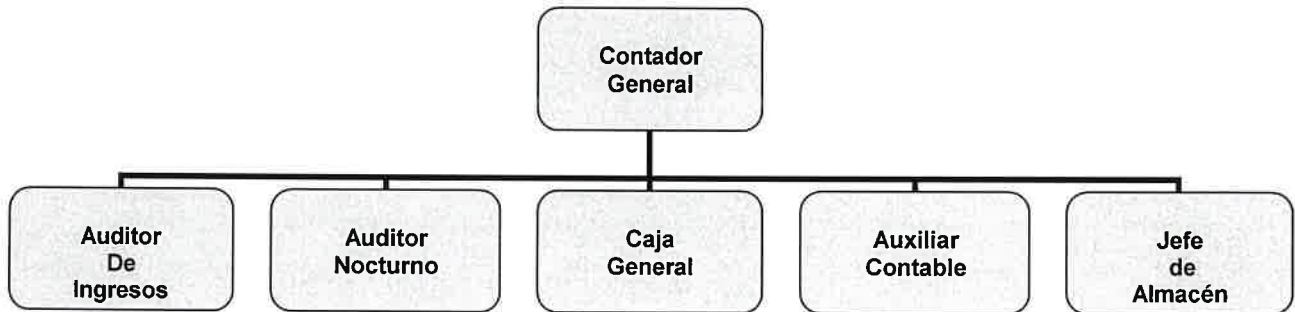 Contador
General
Auditor
De
Ingresos
Auditor
Nocturno
Caja
General
Auxiliar
Contable
Jefe
de
Almacén